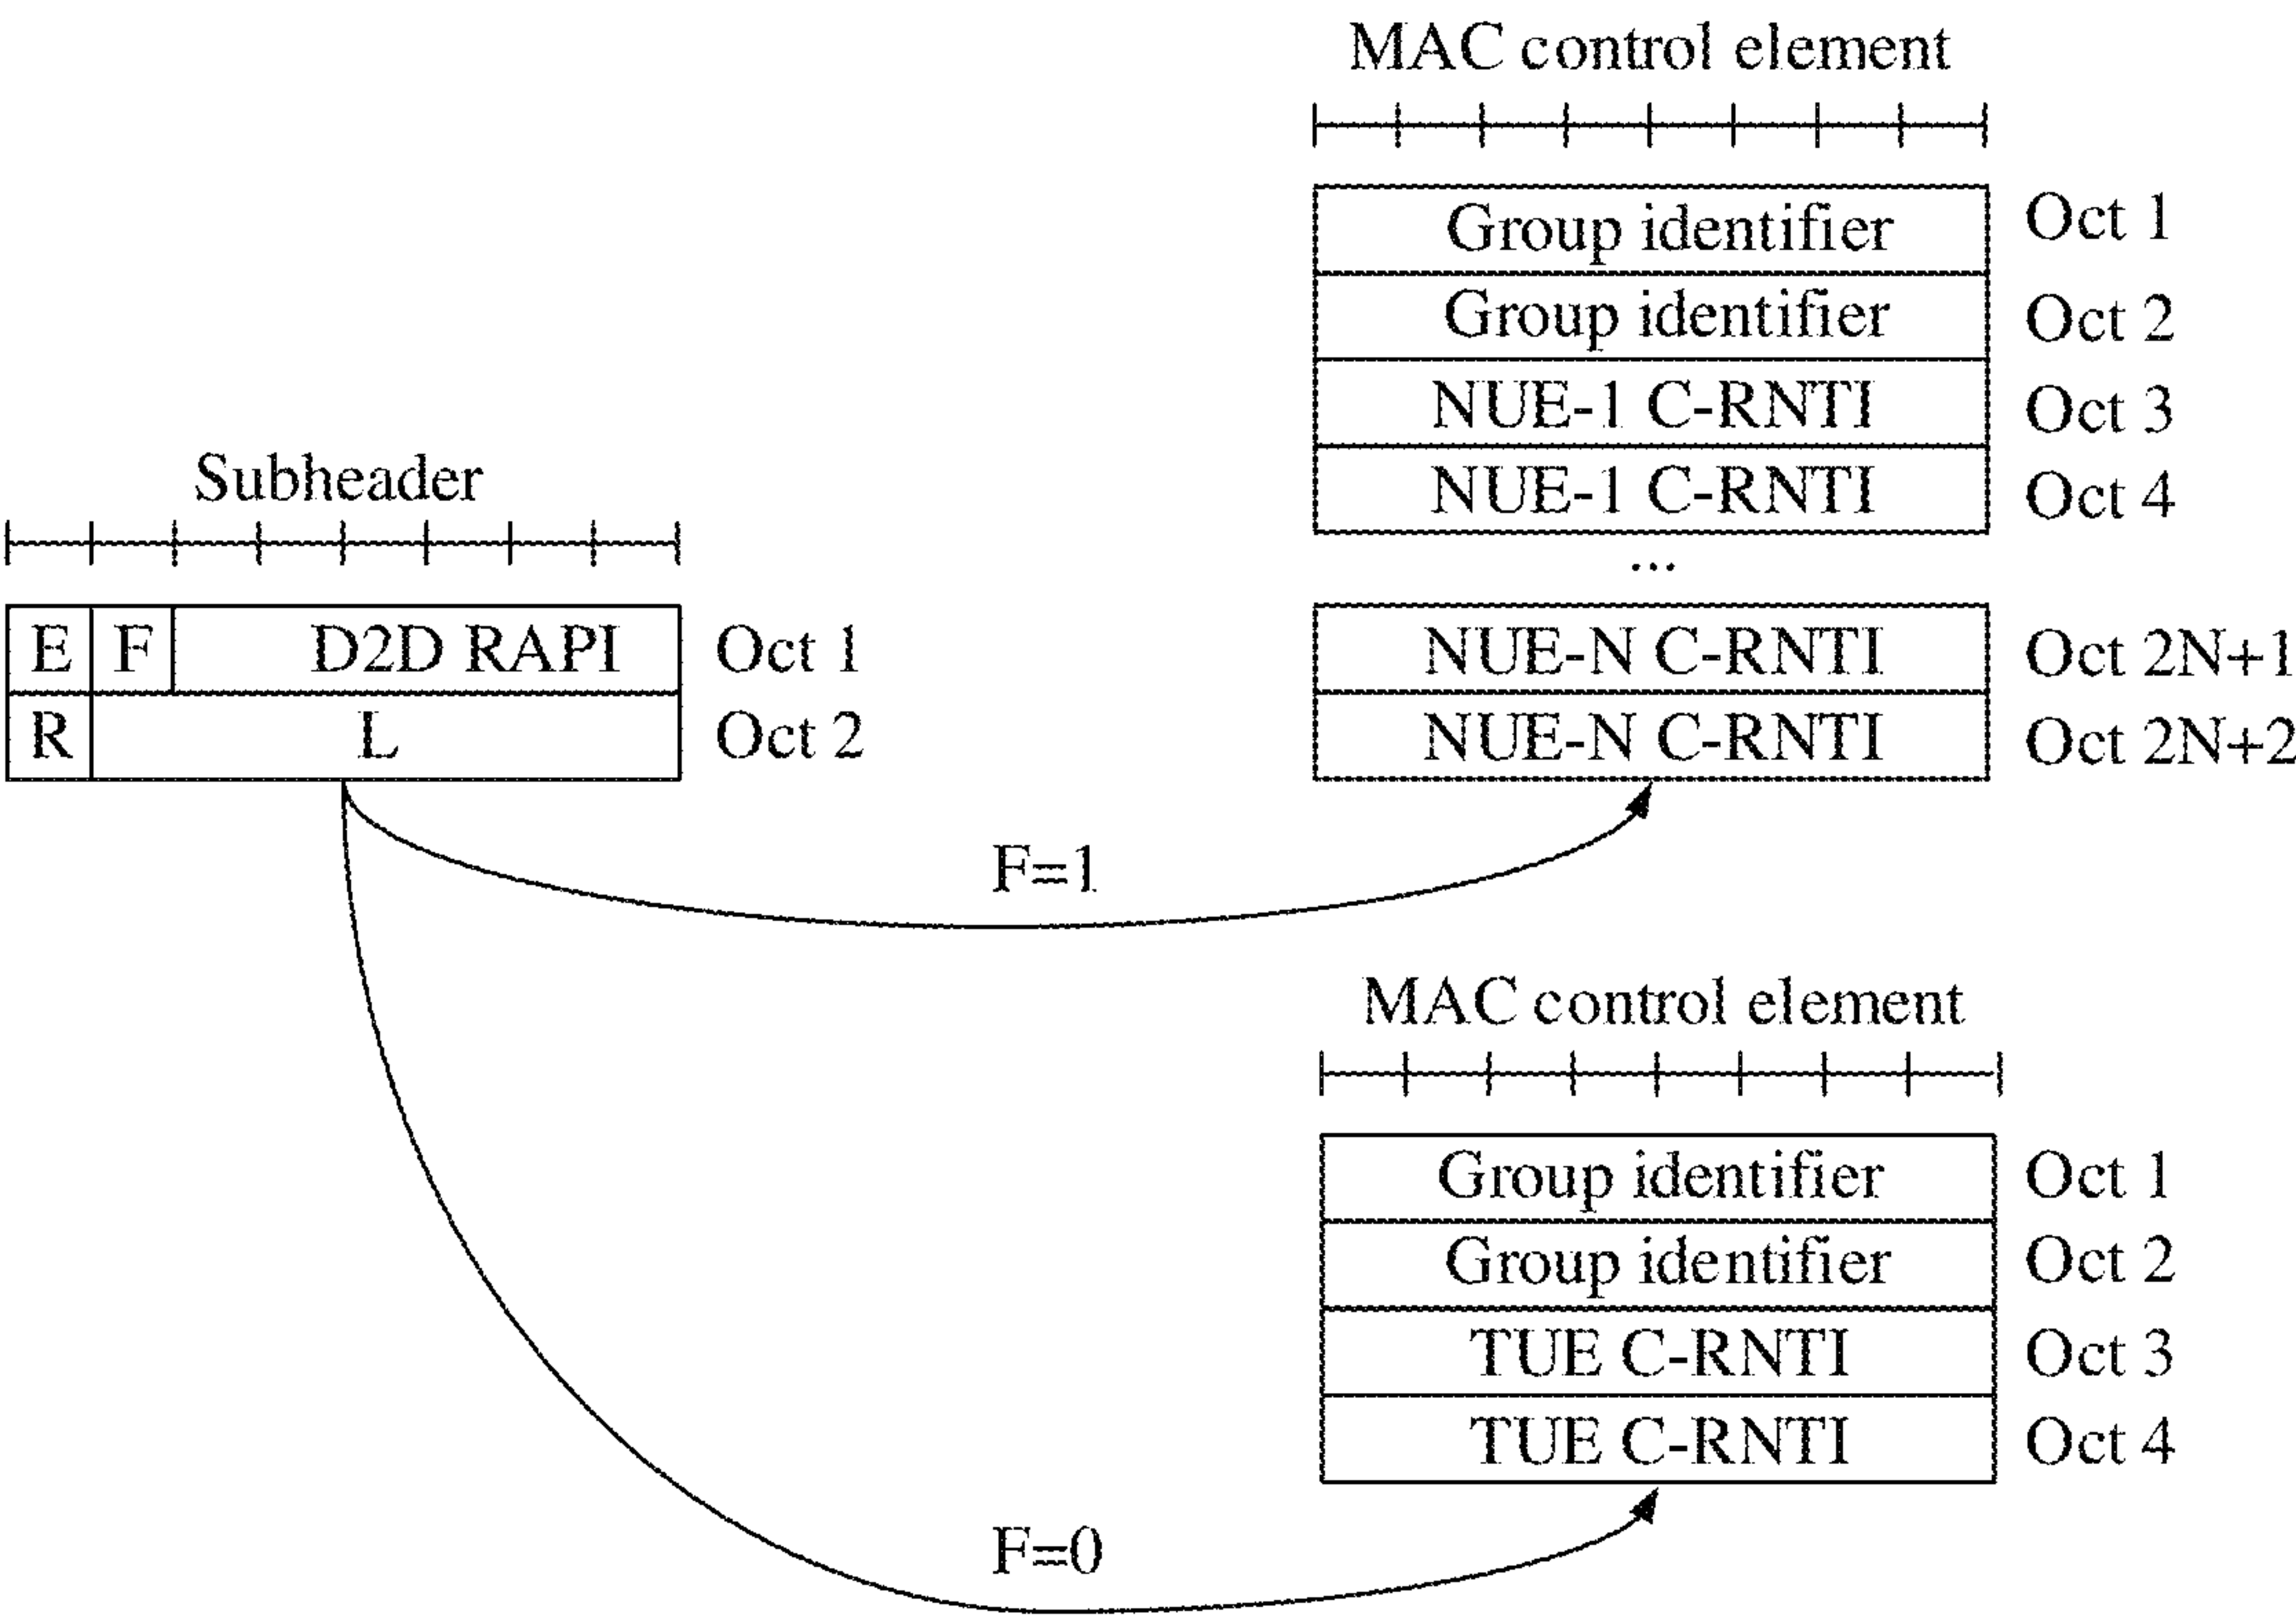 MAC control element
Group identifier Oct 1
Group identifier Oct 2
NUE-1 C-RNTI Oct 3
NUE-1 C-RNTI Oct 4
...
NUE-N C-RNTI Oct 2N+1
NUE-N C-RNTI Oct 2N+2
Subheader
E F D2D RAPI Oct 1
R L Oct 2
F=1
MAC control element
Group identifier Oct 1
Group identifier Oct 2
TUE C-RNTI Oct 3
TUE C-RNTI Oct 4
F=0